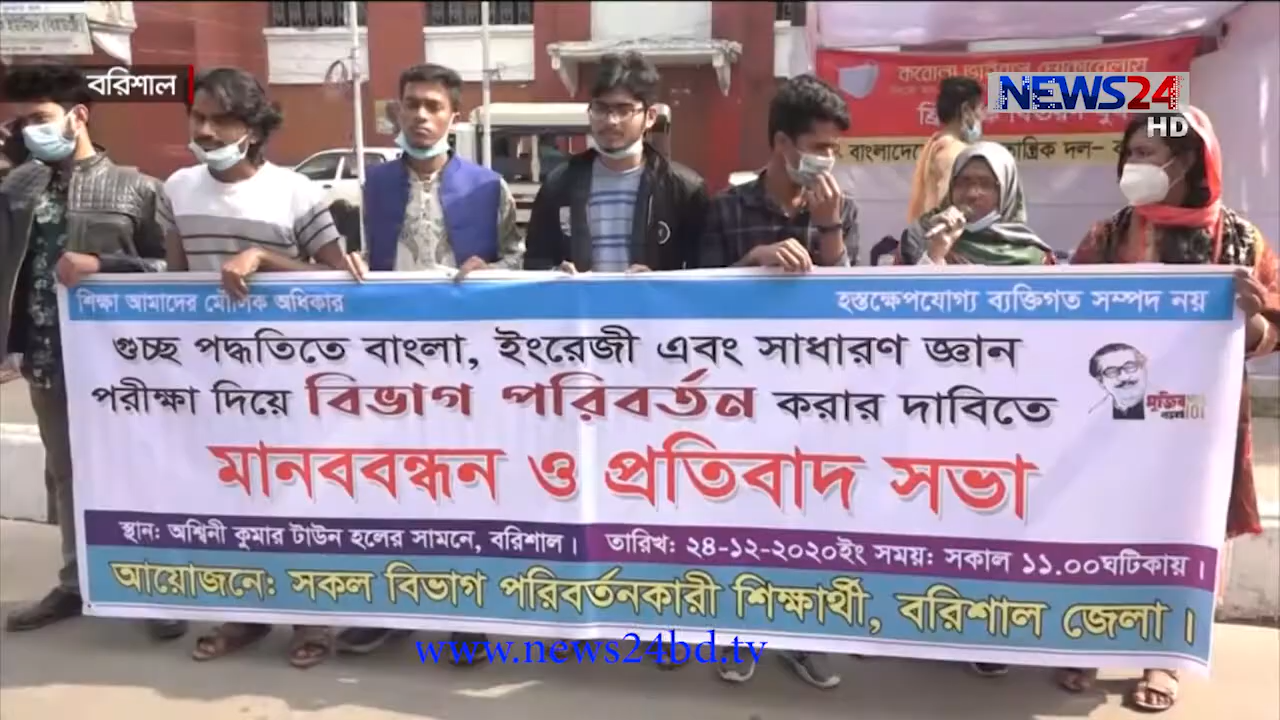 বরিশাল
NEWS24
HD
করোনা ভাইরাস মোকাবেলায়
শিক্ষা আমাদের মৌলিক অধিকার
হস্তক্ষেপযোগ্য ব্যক্তিগত সম্পদ নয়
গুচ্ছ পদ্ধতিতে বাংলা, ইংরেজী এবং সাধারণ জ্ঞান
পরীক্ষা দিয়ে বিভাগ পরিবর্তন করার দাবিতে
মানববন্ধন ও প্রতিবাদ সভা
মুজিব
স্থান: অশ্বিনী কুমার টাউন হলের সামনে, বরিশাল। তারিখ: ২৪-১২-২০২০ইং সময়: সকাল ১১.০০ঘটিকায়।
আয়োজনে: সকল বিভাগ পরিবর্তনকারী শিক্ষার্থী, বরিশাল জেলা।
www.news24bd.tv